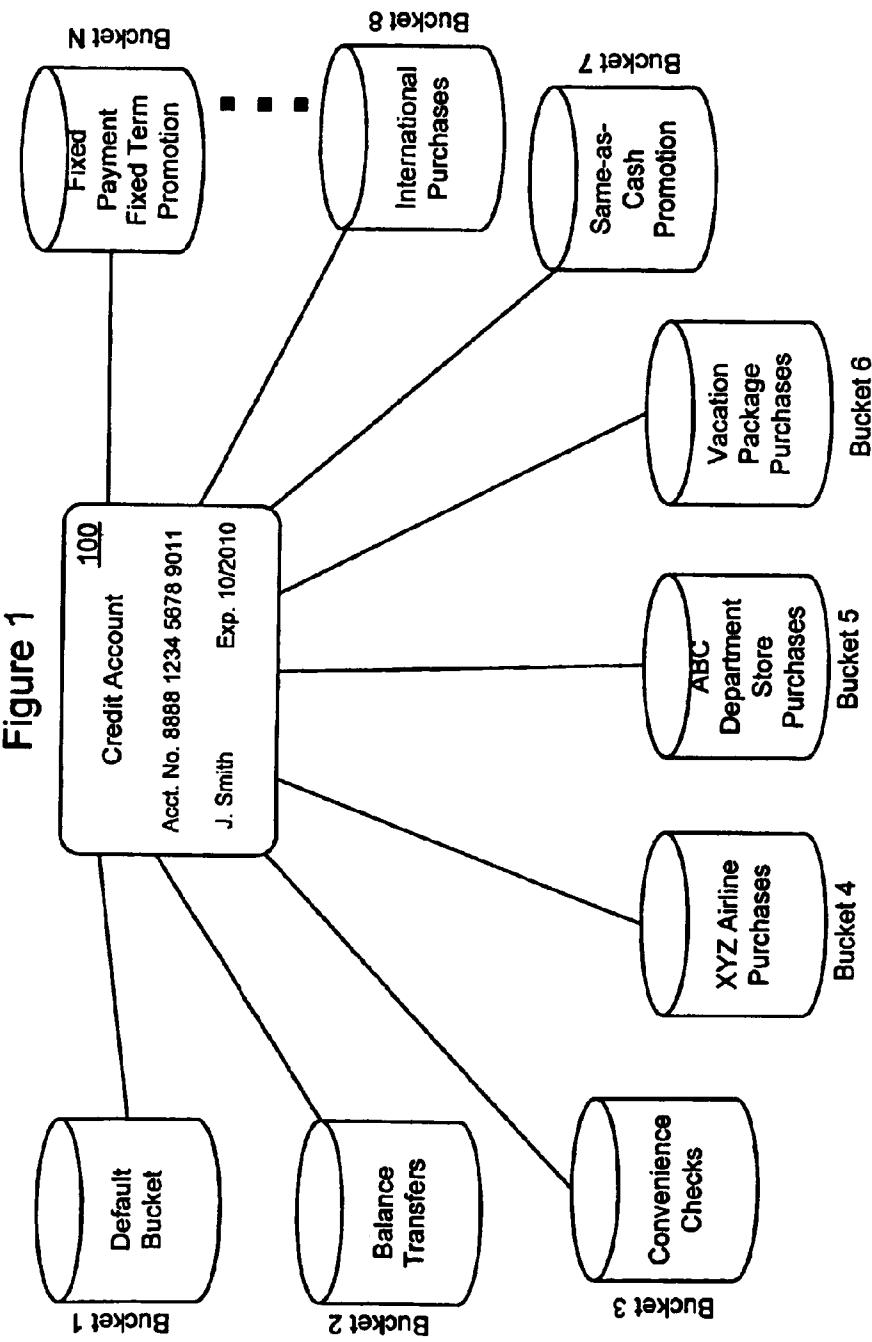 Figure 1
100
Credit Account
Acct. No. 8888 1234 5678 9011
J. Smith Exp. 10/2010
Bucket 1
Default
Bucket
Bucket 2
Balance
Transfers
Bucket 3
Convenience
Checks
XYZ Airline
Purchases
Bucket 4
ABC
Department
Store
Purchases
Bucket 5
Vacation
Package
Purchases
Bucket 6
Same-as-
Cash
Promotion
Bucket 7
International
Purchases
Bucket 8
Fixed
Payment
Fixed Term
Promotion
Bucket N